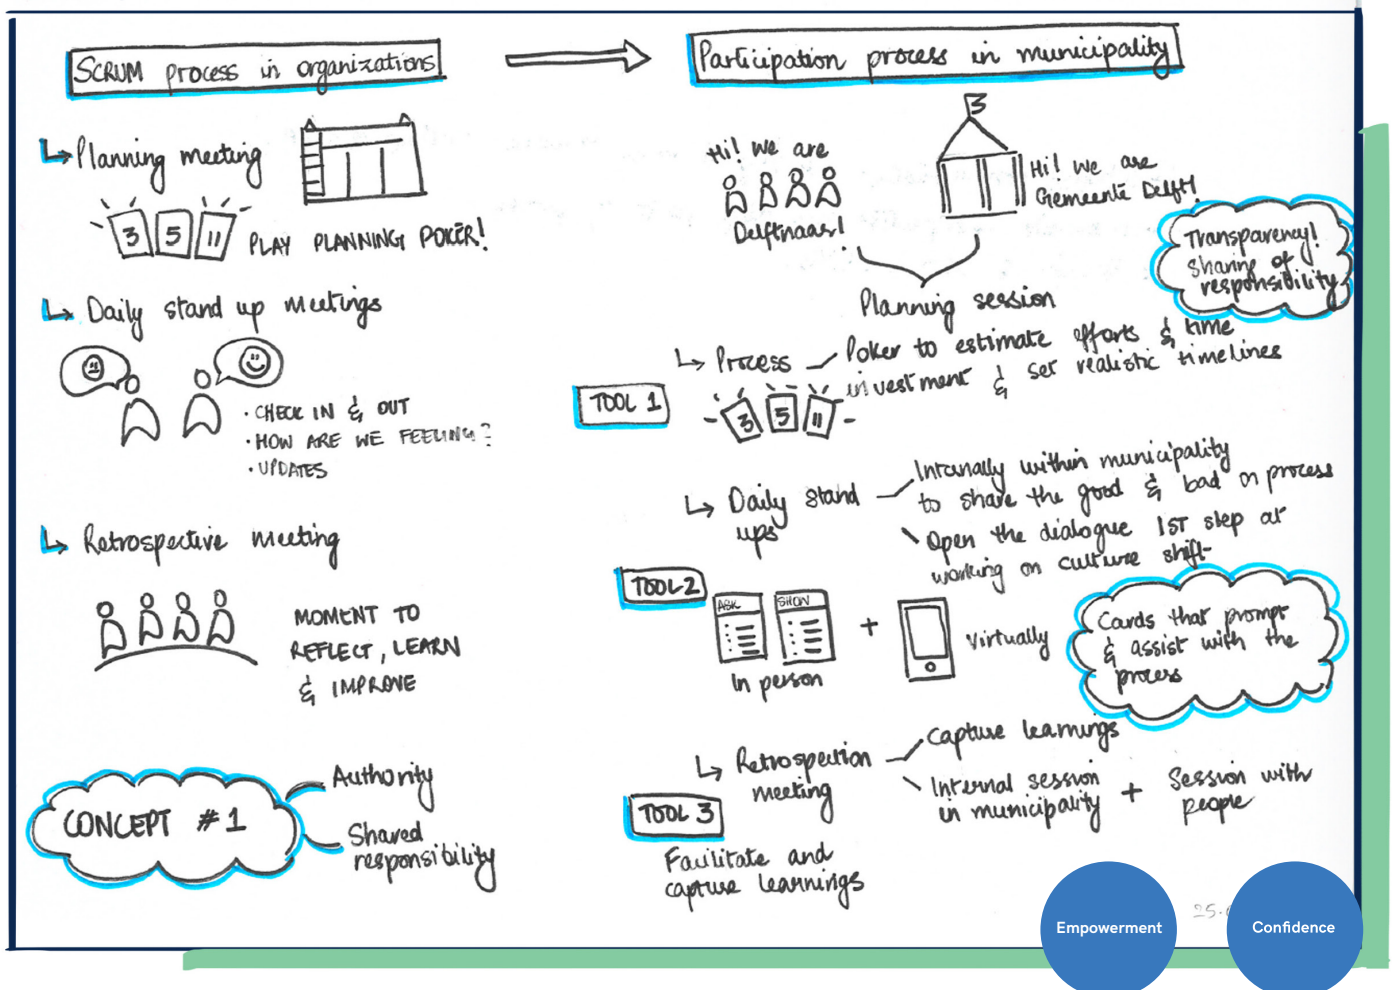 SCRUM process in organizations
Planning meeting
3 5 11 PLAY PLANNING POKER!
Daily stand up meetings
· CHECK IN & OUT
· HOW ARE WE FEELING?
· UPDATES
Retrospective meeting
MOMENT TO
REFLECT, LEARN
& IMPROVE
CONCEPT #1
Authority
Shared
responsibility
Participation process in municipality
Hi! we are
Delftnaars!
Hi! we are
Gemeente Delft!
Transparency!
sharing of
responsibility
Planning session
Process
Poker to estimate efforts & time
investment & set realistic timelines
TOOL 1
3 5 11
Daily stand
ups
Intranally within municipality
to share the good & bad on process
Open the dialogue 1ST step at
working on culture shift
TOOL 2
ASK
SHOW
+
Virtually
In person
Cards that prompt
& assist with the
process
Retrospection
meeting
capture learnings
Internal session
in municipality
+
Session with
people
TOOL 3
Failitate and
capture learnings
25.
Empowerment
Confidence